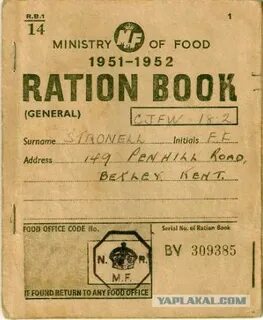 R.B.1
1
14
MINISTRY MF OF FOOD
1951-1952
RATION BOOK
(GENERAL)
CJFW 18 2
Surname STRONELL Initials F.E
Address 149 PENHILL ROAD,
BEXLEY KENT.
FOOD OFFICE CODE No.
Serial No. of Ration Book
N. R.
M.F.
BV 309385
IF FOUND RETURN TO ANY FOOD OFFICE
YAPLAKAL.COM